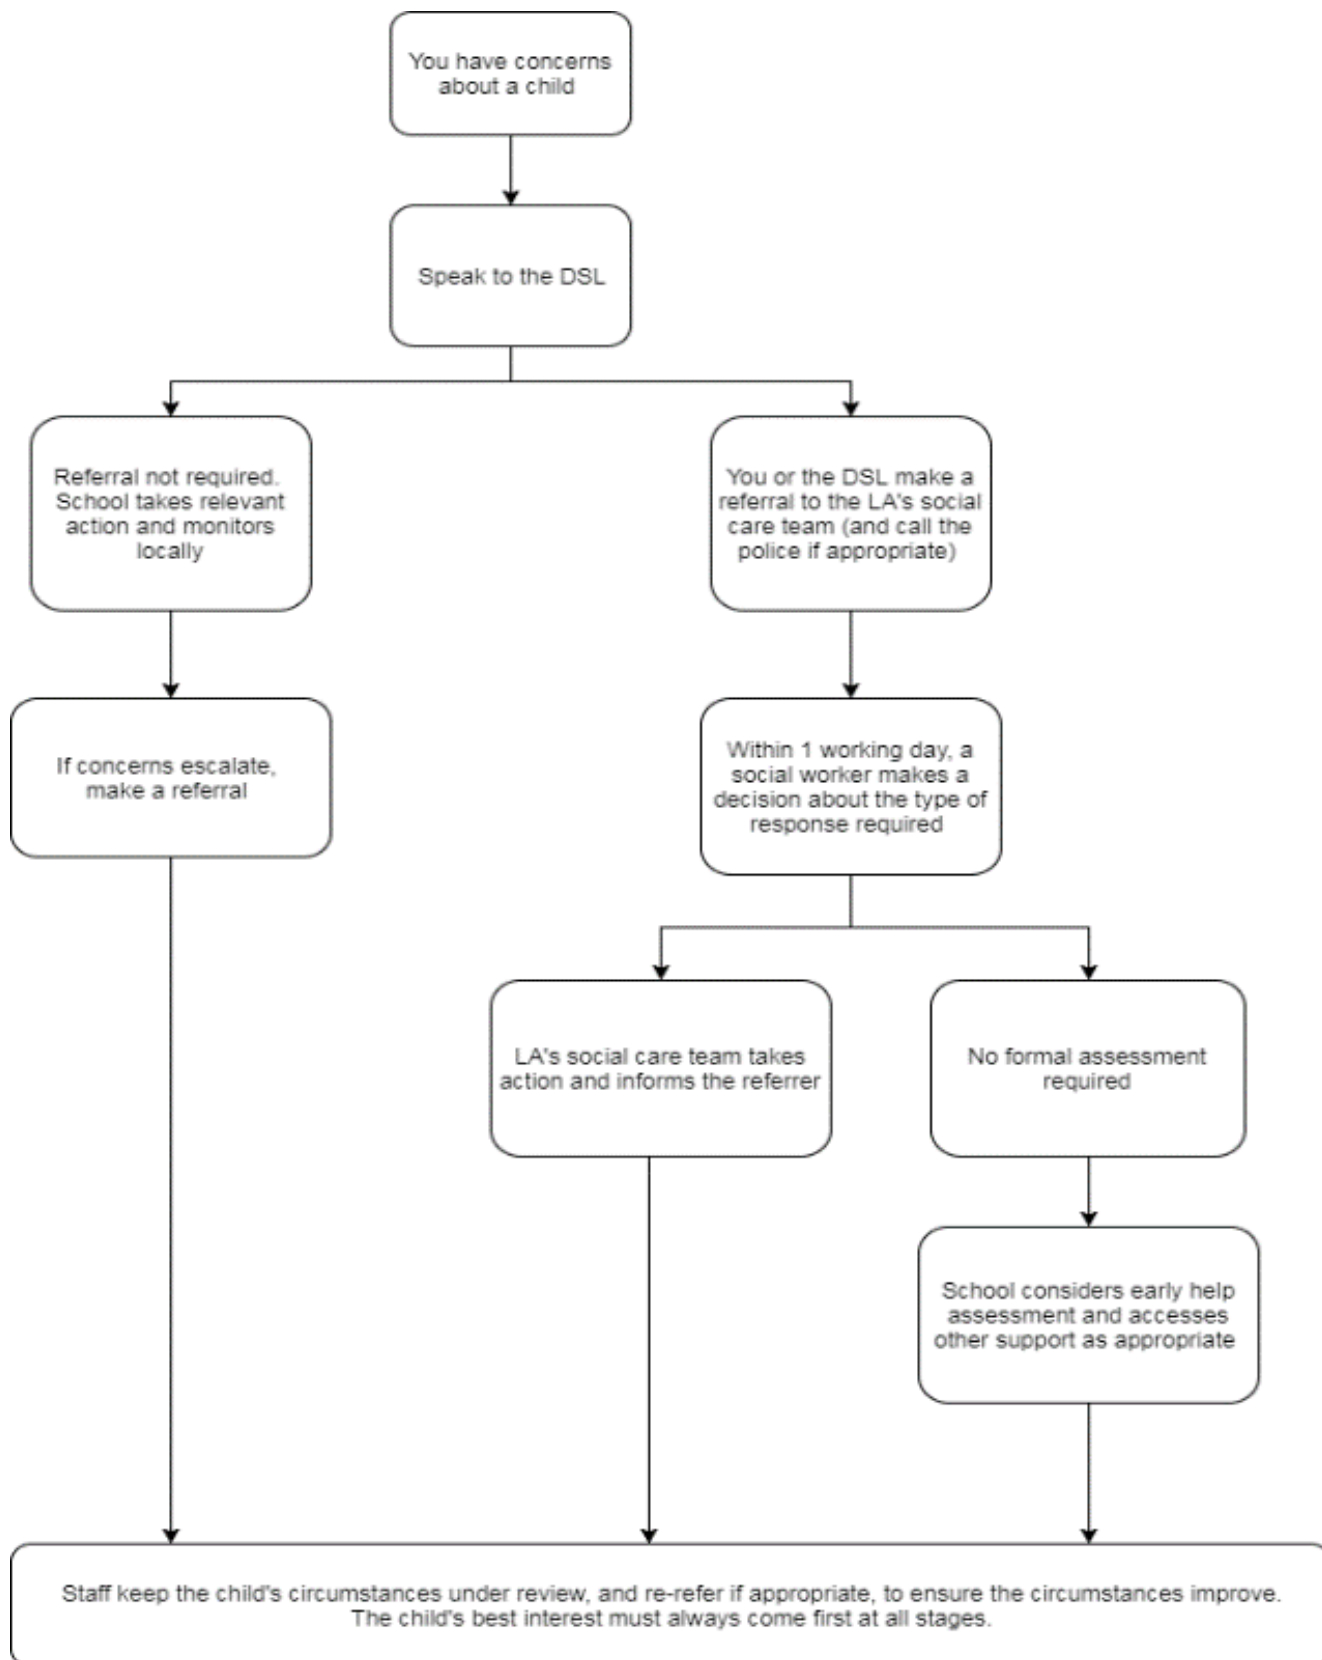 You have concerns
about a child
Speak to the DSL
Referral not required.
School takes relevant
action and monitors
locally
You or the DSL make a
referral to the LA's social
care team (and call the
police if appropriate)
If concerns escalate,
make a referral
Within 1 working day, a
social worker makes a
decision about the type of
response required
LA's social care team takes
action and informs the referrer
No formal assessment
required
School considers early help
assessment and accesses
other support as appropriate
Staff keep the child's circumstances under review, and re-refer if appropriate, to ensure the circumstances improve.
The child's best interest must always come first at all stages.